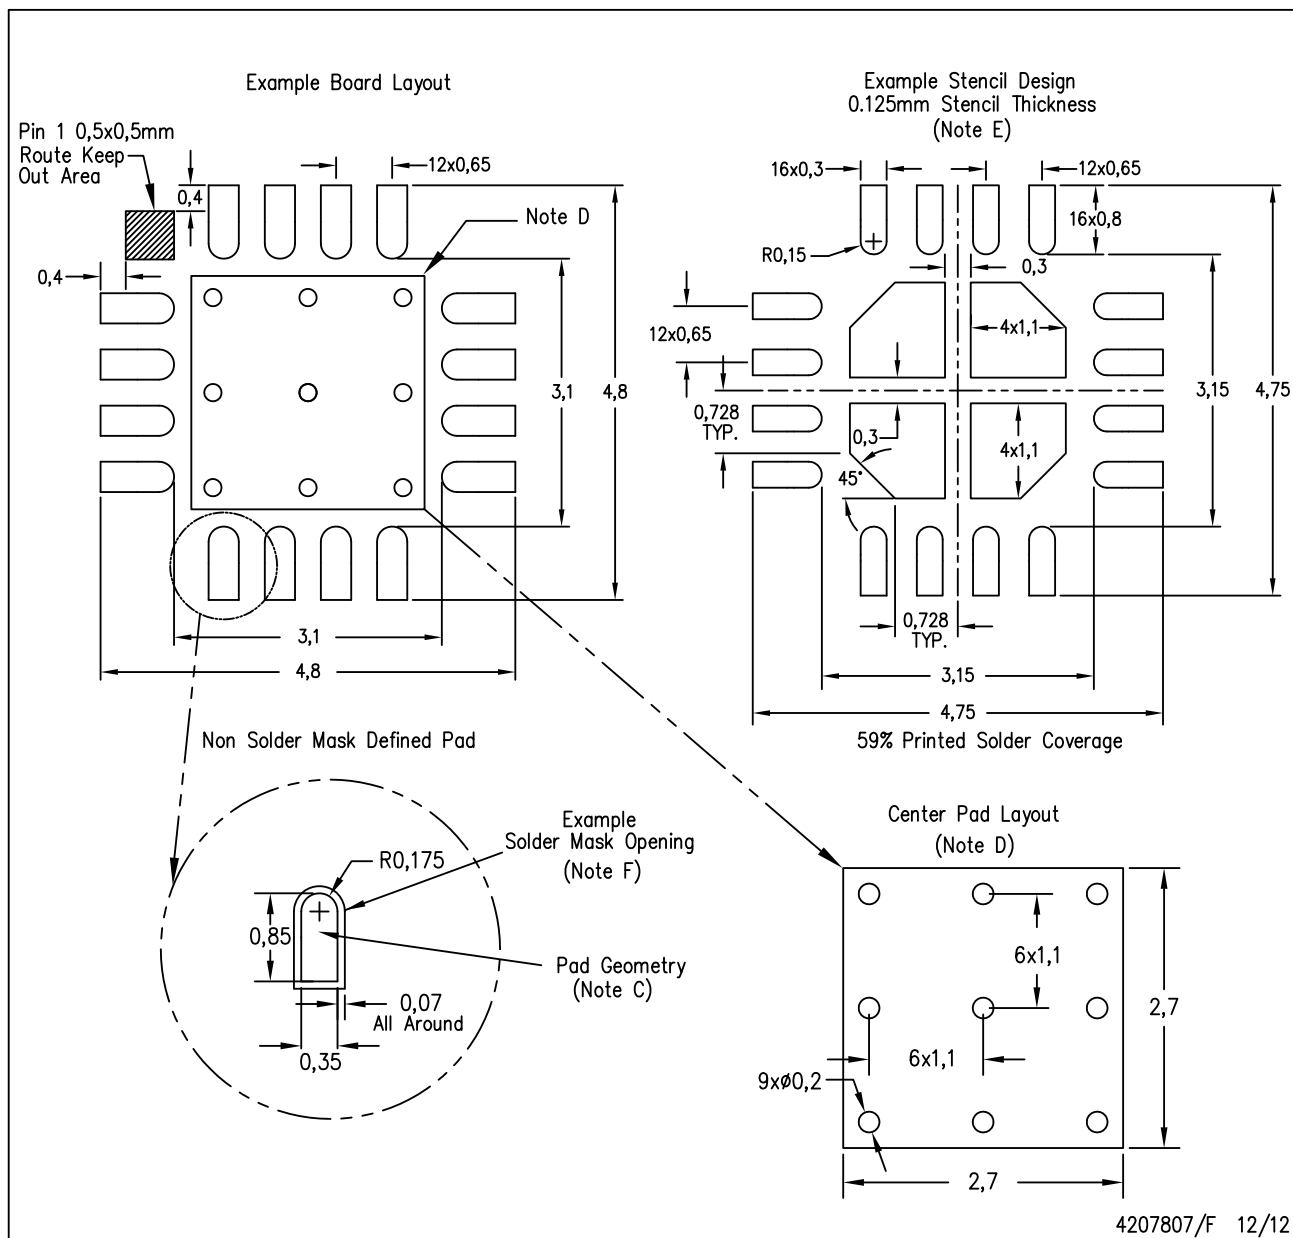 Example Board Layout
Pin 1 0,5x0,5mm
Route Keep
Out Area
0,4
12x0,65
Note D
0,4
3,1
4,8
3,1
4,8
Example Stencil Design
0.125mm Stencil Thickness
(Note E)
16x0,3
12x0,65
16x0,8
R0,15
0,3
12x0,65
4x1,1
3,15
4,75
0,728
TYP.
0,3
4x1,1
45°
0,728
TYP.
3,15
4,75
59% Printed Solder Coverage
Non Solder Mask Defined Pad
Example
Solder Mask Opening
(Note F)
R0,175
0,85
Pad Geometry
(Note C)
0,07
All Around
0,35
Center Pad Layout
(Note D)
6x1,1
2,7
6x1,1
9xø0,2
2,7
4207807/F 12/12